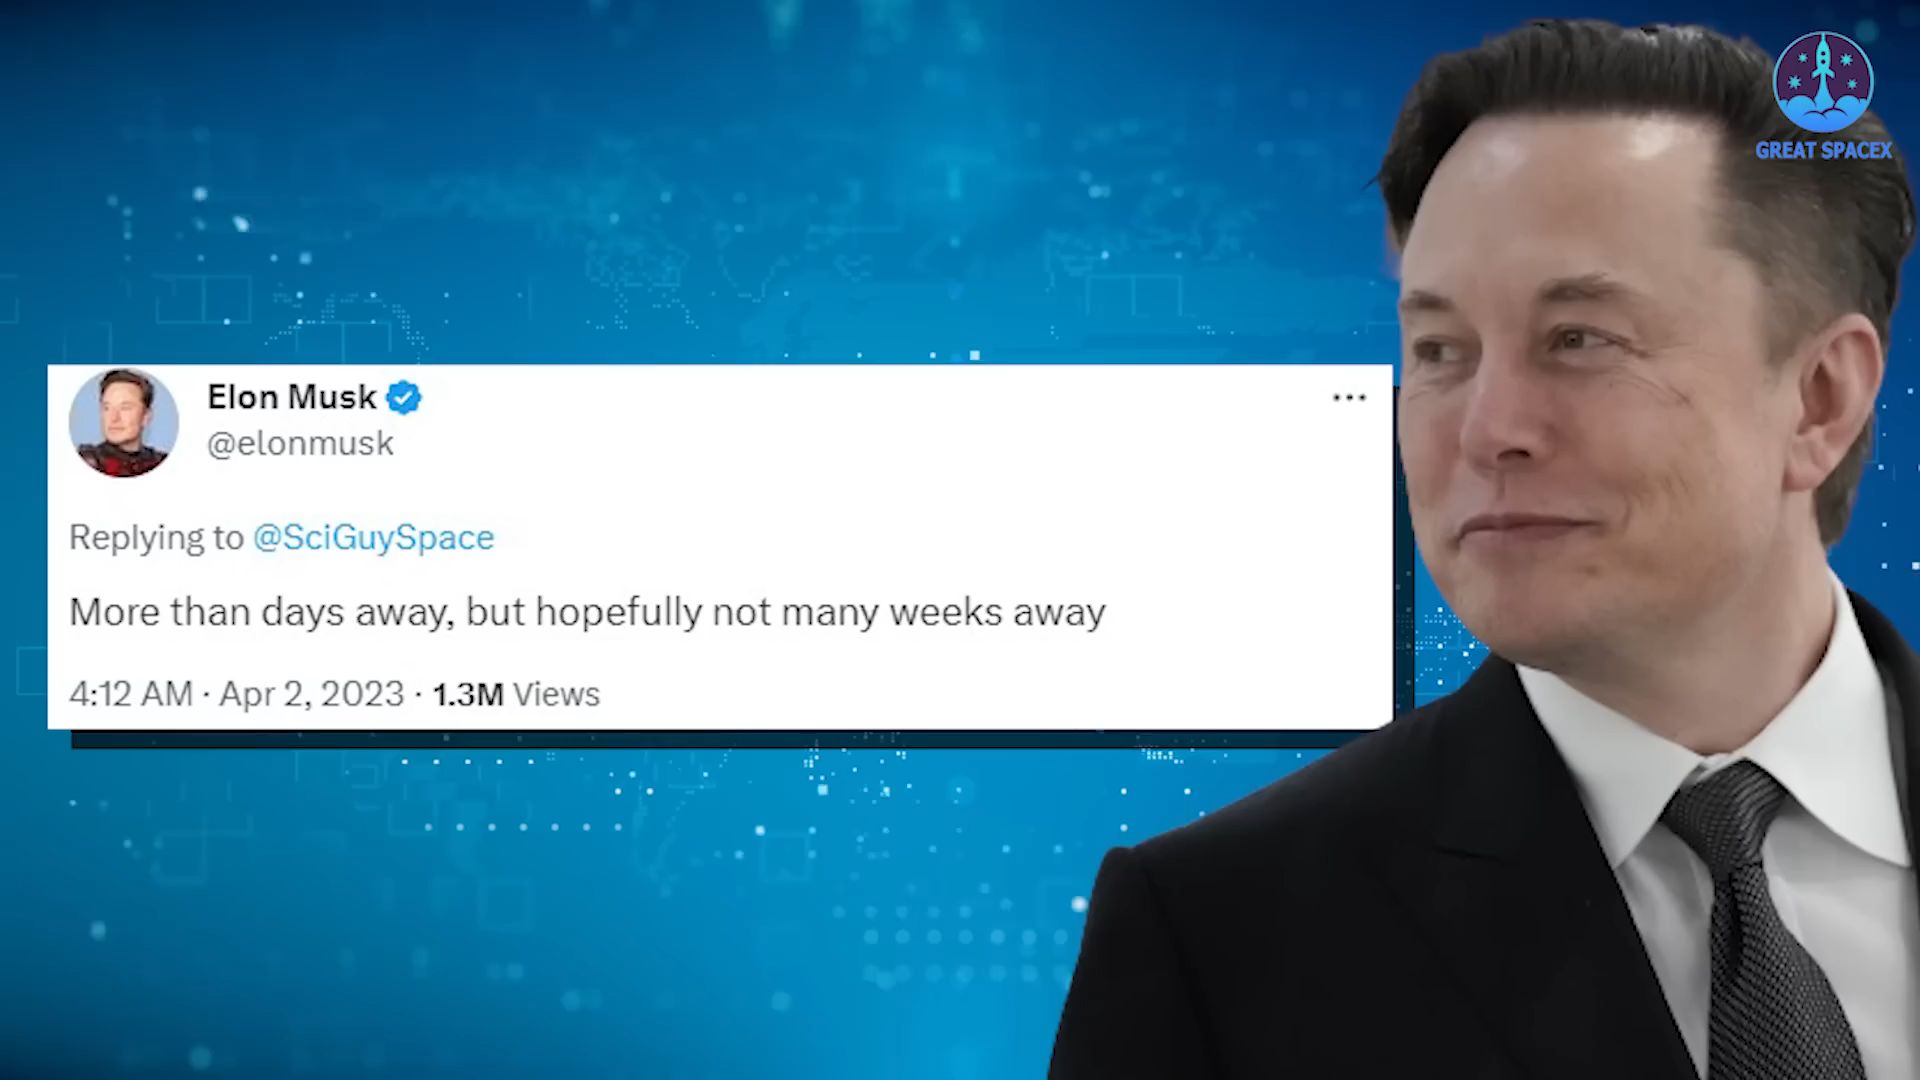 GREAT SPACEX
Elon Musk
@elonmusk
Replying to @SciGuySpace
More than days away, but hopefully not many weeks away
4:12 AM · Apr 2, 2023 · 1.3M Views